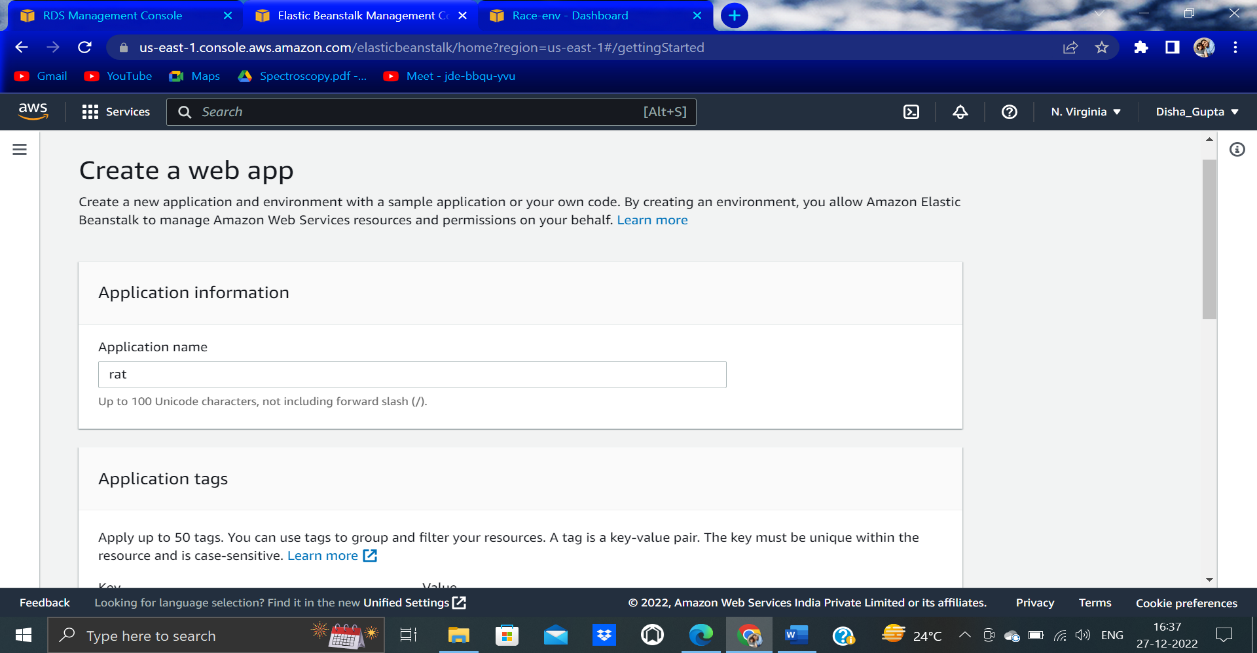 RDS Management Console
Elastic Beanstalk Management C
Race-env - Dashboard
us-east-1.console.aws.amazon.com/elasticbeanstalk/home?region=us-east-1#/gettingStarted
Gmail
YouTube
Maps
Spectroscopy.pdf -...
Meet - jde-bbqu-yvu
aws
Services
Search
[Alt+S]
N. Virginia
Disha_Gupta
Create a web app
Create a new application and environment with a sample application or your own code. By creating an environment, you allow Amazon Elastic
Beanstalk to manage Amazon Web Services resources and permissions on your behalf. Learn more
Application information
Application name
rat
Up to 100 Unicode characters, not including forward slash (/).
Application tags
Apply up to 50 tags. You can use tags to group and filter your resources. A tag is a key-value pair. The key must be unique within the
resource and is case-sensitive. Learn more
Key
Value
Feedback
Looking for language selection? Find it in the new Unified Settings
© 2022, Amazon Web Services India Private Limited or its affiliates.
Privacy
Terms
Cookie preferences
Type here to search
24°C
ENG
16:37
27-12-2022